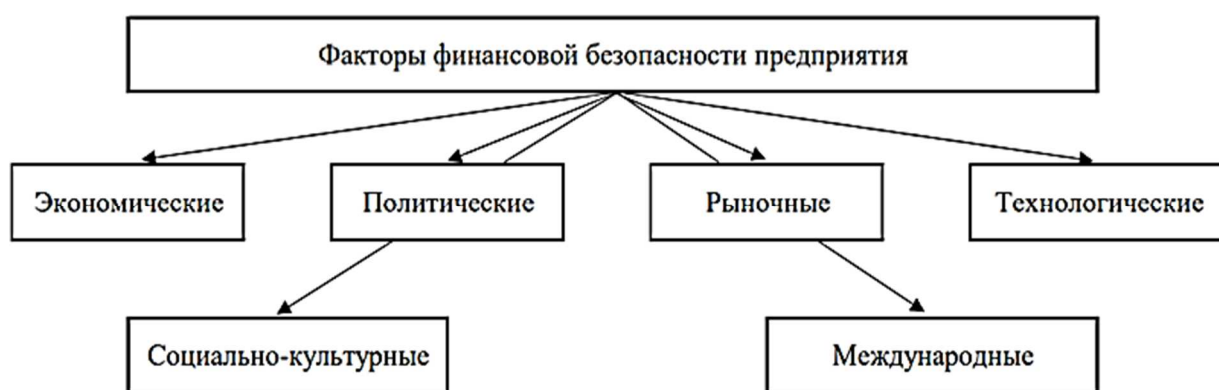 Факторы финансовой безопасности предприятия
Экономические
Политические
Рыночные
Технологические
Социально-культурные
Международные